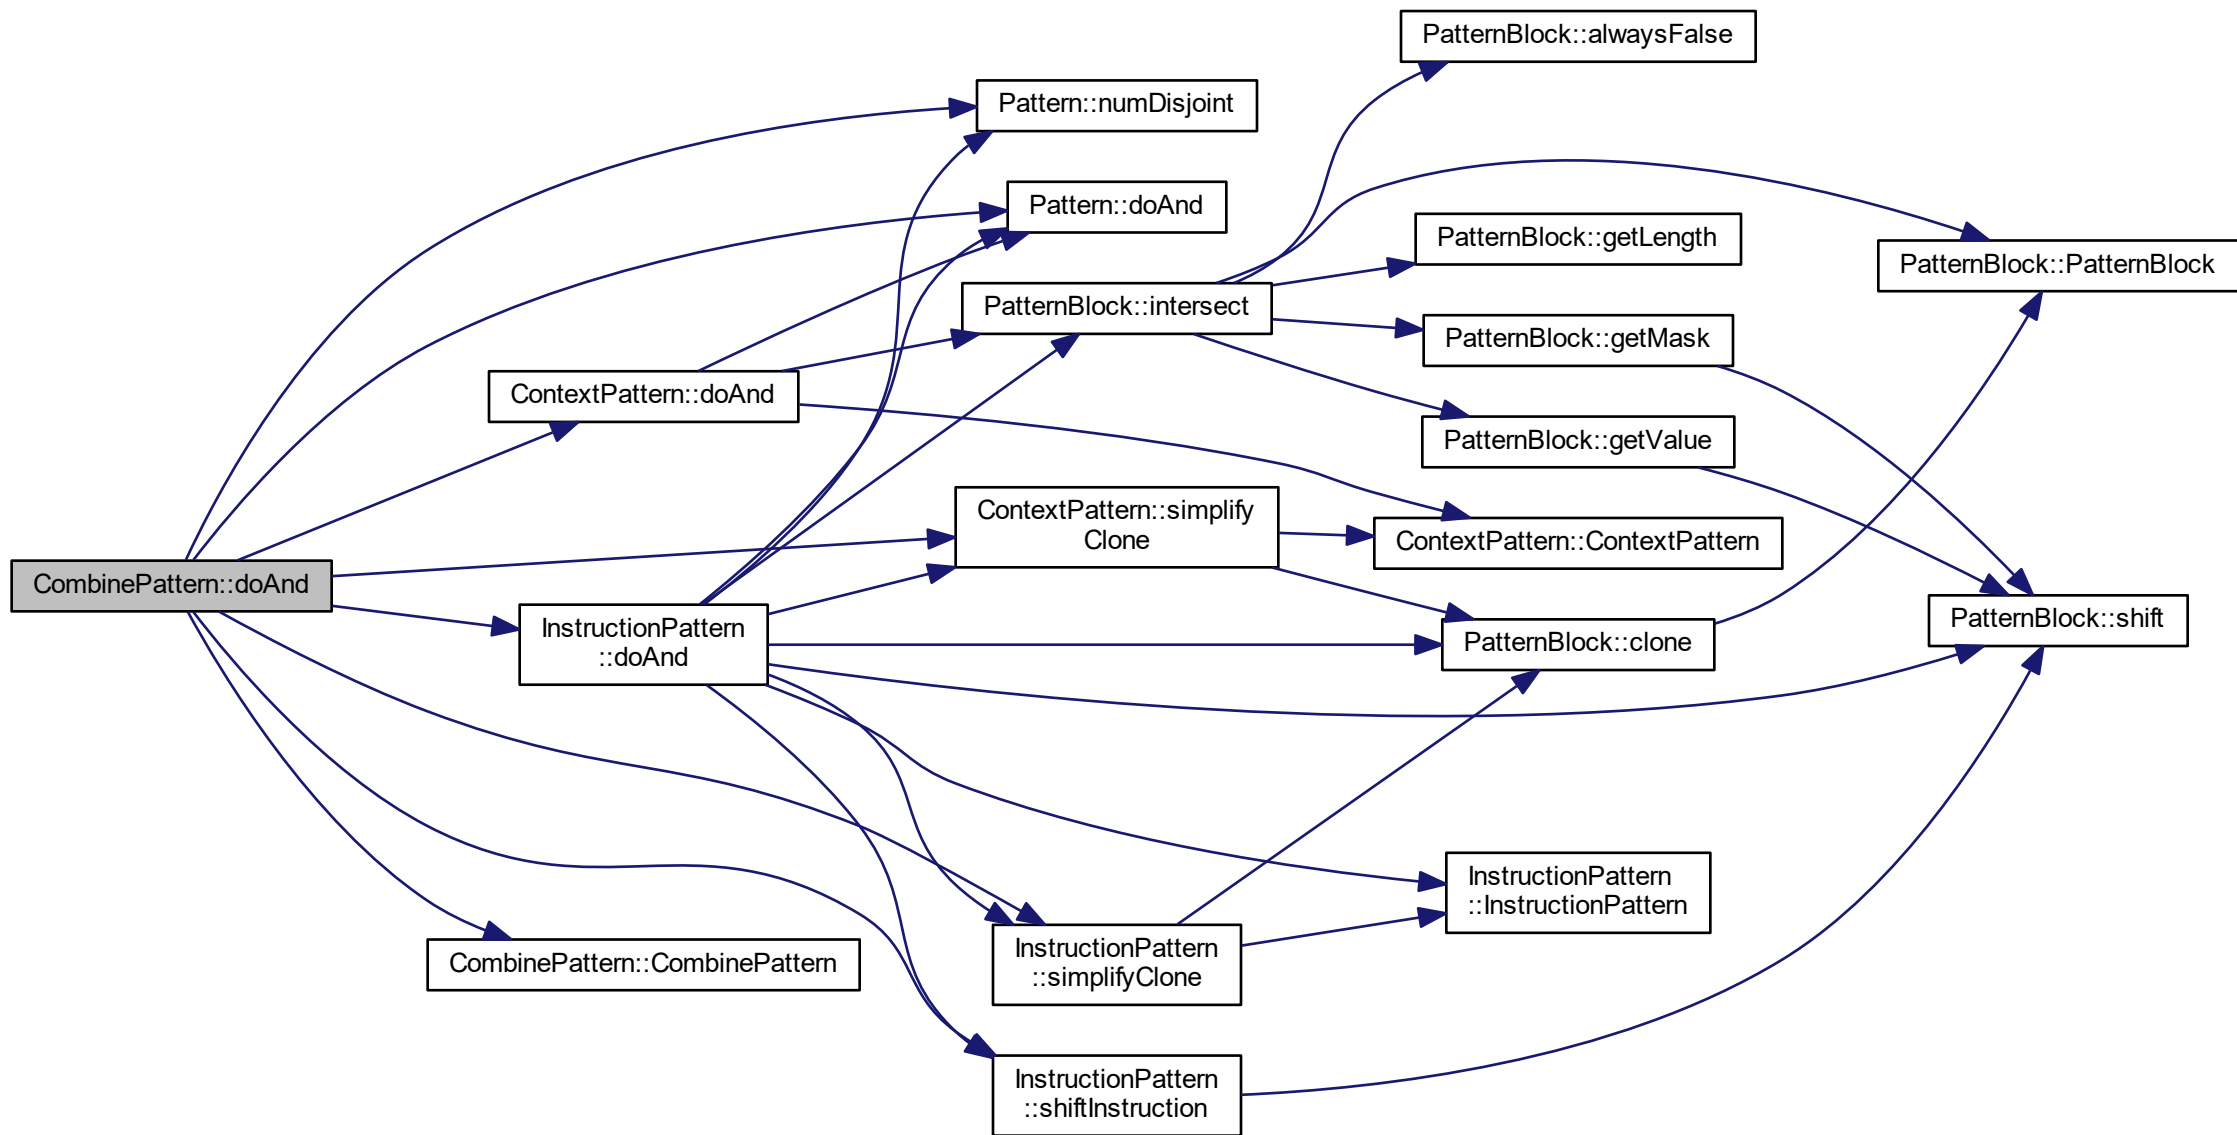 PatternBlock::alwaysFalse
Pattern::numDisjoint
Pattern::doAnd
PatternBlock::getLength
PatternBlock::PatternBlock
PatternBlock::intersect
PatternBlock::getMask
ContextPattern::doAnd
PatternBlock::getValue
ContextPattern::simplify
Clone
ContextPattern::ContextPattern
CombinePattern::doAnd
PatternBlock::shift
InstructionPattern
::doAnd
PatternBlock::clone
InstructionPattern
::InstructionPattern
CombinePattern::CombinePattern
InstructionPattern
::simplifyClone
InstructionPattern
::shiftInstruction